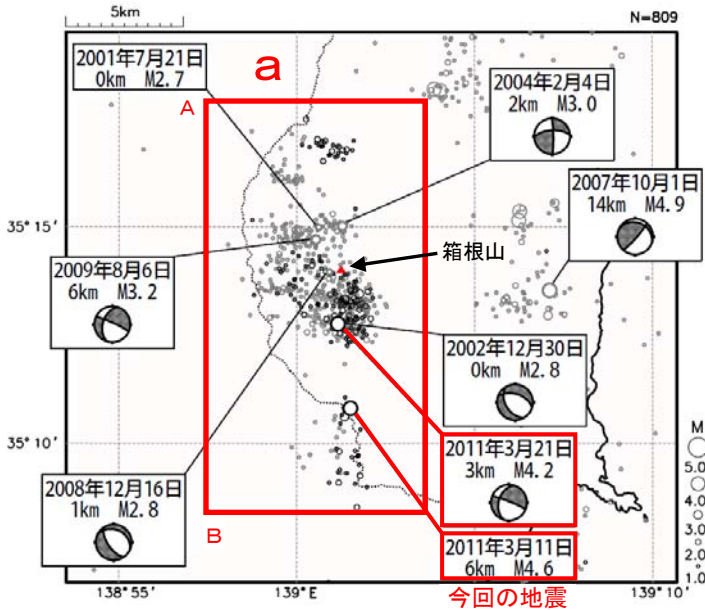 5km
N=809
a
A
2001年7月21日
0km M2.7
2004年2月4日
2km M3.0
2007年10月1日
14km M4.9
35°15′
箱根山
2009年8月6日
6km M3.2
2002年12月30日
0km M2.8
35°10′
2011年3月21日
3km M4.2
2008年12月16日
1km M2.8
B
2011年3月11日
6km M4.6
今回の地震
M
5.0
4.0
3.0
2.0
1.0
138°55′
139°E
139°10′